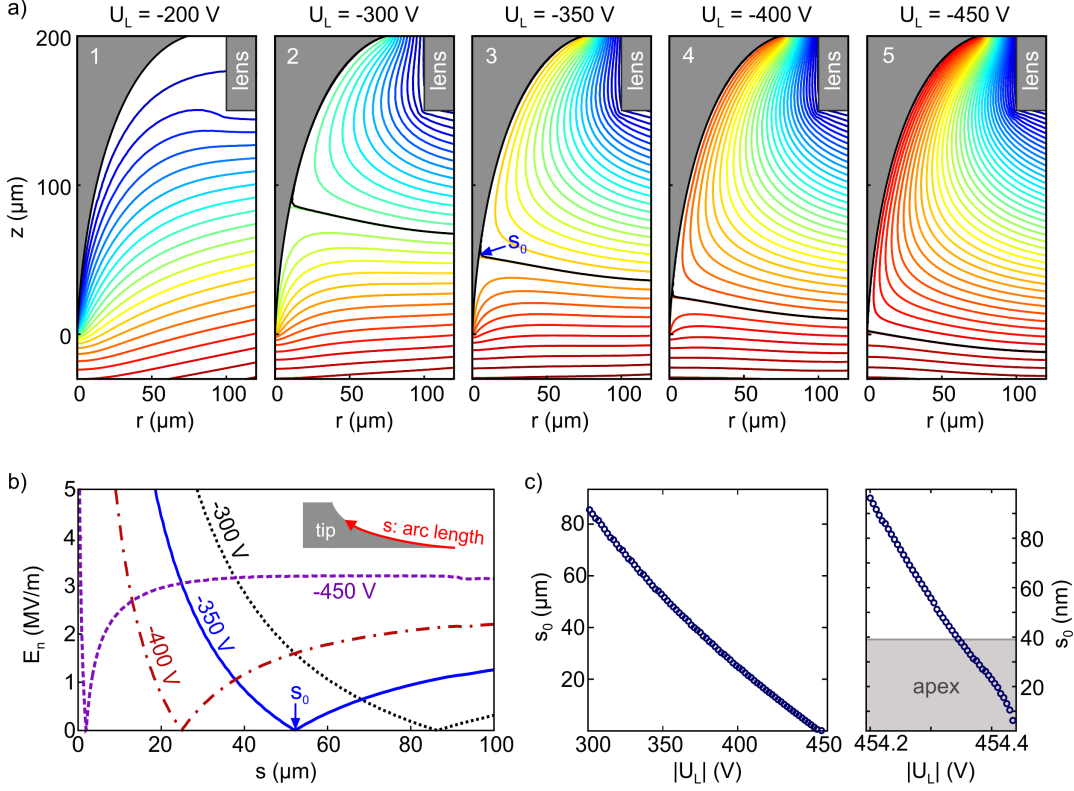 a)
U_L = -200 V
U_L = -300 V
U_L = -350 V
U_L = -400 V
U_L = -450 V
200
100
0
z (µm)
1
lens
2
lens
3
lens
s_0
4
lens
5
lens
0 50 100
0 50 100
0 50 100
0 50 100
0 50 100
r (µm)
r (µm)
r (µm)
r (µm)
r (µm)
b)
5
4
3
2
1
0
E_n (MV/m)
-300 V
tip
s: arc length
-450 V
-350 V
-400 V
s_0
0 20 40 60 80 100
s (µm)
c)
80
60
40
20
s_0 (µm)
300 350 400 450
|U_L| (V)
apex
80
60
40
20
s_0 (nm)
454.2 454.4
|U_L| (V)